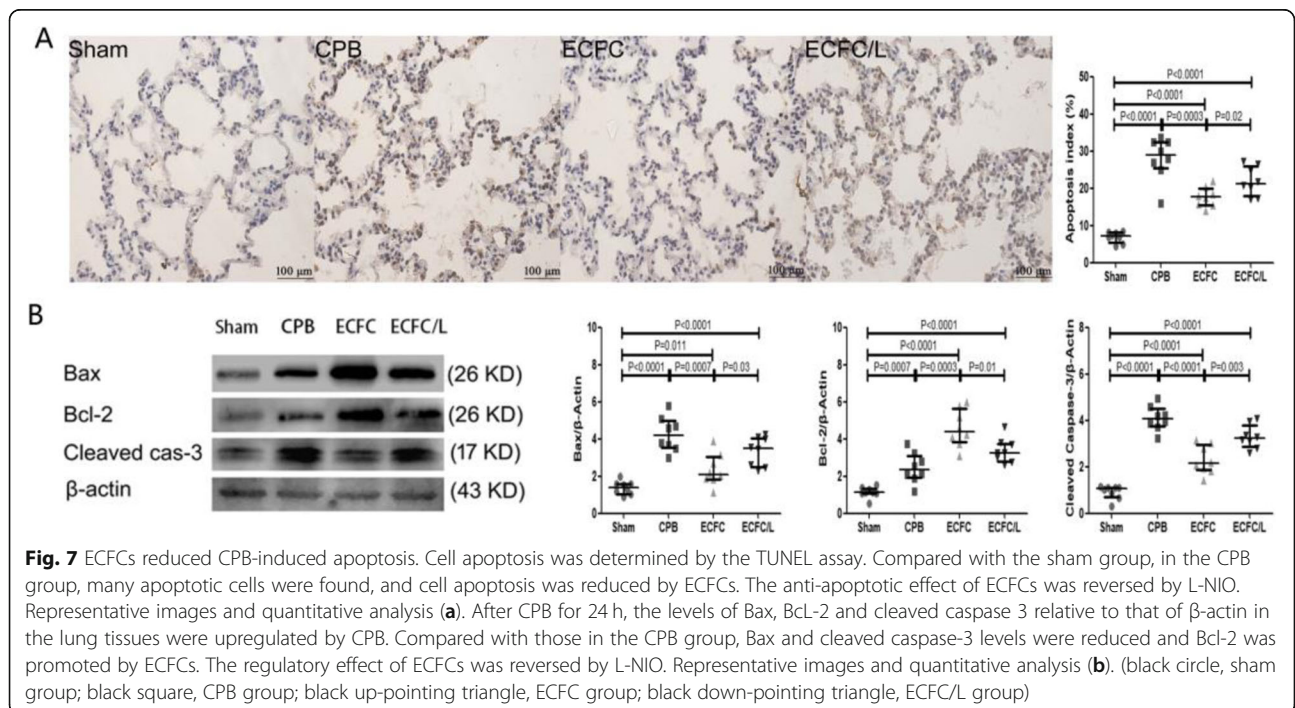 A
Sham CPB ECFC ECFC/L
100 μm 100 μm 100 μm 100 μm
Apoptosis index (%)
50
40
30
20
10
0
P<0.0001
P<0.0001
P<0.0001 P=0.0003 P=0.02
Sham CPB ECFC ECFC/L
B
Sham CPB ECFC ECFC/L
Bax (26 KD)
Bcl-2 (26 KD)
Cleaved cas-3 (17 KD)
β-actin (43 KD)
Bax/β-Actin
10
8
6
4
2
0
P<0.0001
P=0.011
P<0.0001 P=0.0007 P=0.03
Sham CPB ECFC ECFC/L
Bcl-2/β-Actin
10
8
6
4
2
0
P<0.0001
P<0.0001
P=0.0007 P=0.0003 P=0.01
Sham CPB ECFC ECFC/L
Cleaved Caspase-3/β-Actin
8
6
4
2
0
P<0.0001
P<0.0001
P<0.0001 P<0.0001 P=0.003
Sham CPB ECFC ECFC/L
Fig. 7 ECFCs reduced CPB-induced apoptosis. Cell apoptosis was determined by the TUNEL assay. Compared with the sham group, in the CPB
group, many apoptotic cells were found, and cell apoptosis was reduced by ECFCs. The anti-apoptotic effect of ECFCs was reversed by L-NIO.
Representative images and quantitative analysis (a). After CPB for 24 h, the levels of Bax, BcL-2 and cleaved caspase 3 relative to that of β-actin in
the lung tissues were upregulated by CPB. Compared with those in the CPB group, Bax and cleaved caspase-3 levels were reduced and Bcl-2 was
promoted by ECFCs. The regulatory effect of ECFCs was reversed by L-NIO. Representative images and quantitative analysis (b). (black circle, sham
group; black square, CPB group; black up-pointing triangle, ECFC group; black down-pointing triangle, ECFC/L group)